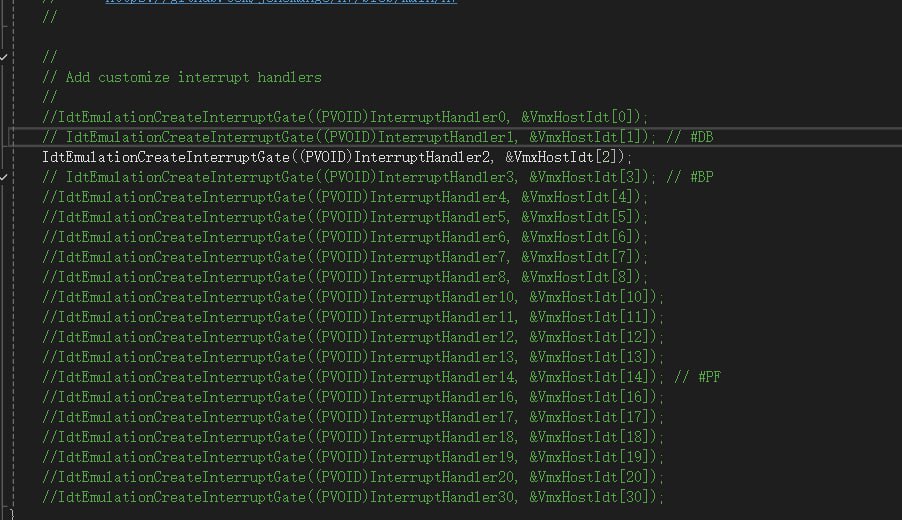 //
//
// Add customize interrupt handlers
//
//IdtEmulationCreateInterruptGate((PVOID)InterruptHandler0, &VmxHostIdt[0]);
// IdtEmulationCreateInterruptGate((PVOID)InterruptHandler1, &VmxHostIdt[1]); // #DB
IdtEmulationCreateInterruptGate((PVOID)InterruptHandler2, &VmxHostIdt[2]);
// IdtEmulationCreateInterruptGate((PVOID)InterruptHandler3, &VmxHostIdt[3]); // #BP
//IdtEmulationCreateInterruptGate((PVOID)InterruptHandler4, &VmxHostIdt[4]);
//IdtEmulationCreateInterruptGate((PVOID)InterruptHandler5, &VmxHostIdt[5]);
//IdtEmulationCreateInterruptGate((PVOID)InterruptHandler6, &VmxHostIdt[6]);
//IdtEmulationCreateInterruptGate((PVOID)InterruptHandler7, &VmxHostIdt[7]);
//IdtEmulationCreateInterruptGate((PVOID)InterruptHandler8, &VmxHostIdt[8]);
//IdtEmulationCreateInterruptGate((PVOID)InterruptHandler10, &VmxHostIdt[10]);
//IdtEmulationCreateInterruptGate((PVOID)InterruptHandler11, &VmxHostIdt[11]);
//IdtEmulationCreateInterruptGate((PVOID)InterruptHandler12, &VmxHostIdt[12]);
//IdtEmulationCreateInterruptGate((PVOID)InterruptHandler13, &VmxHostIdt[13]);
//IdtEmulationCreateInterruptGate((PVOID)InterruptHandler14, &VmxHostIdt[14]); // #PF
//IdtEmulationCreateInterruptGate((PVOID)InterruptHandler16, &VmxHostIdt[16]);
//IdtEmulationCreateInterruptGate((PVOID)InterruptHandler17, &VmxHostIdt[17]);
//IdtEmulationCreateInterruptGate((PVOID)InterruptHandler18, &VmxHostIdt[18]);
//IdtEmulationCreateInterruptGate((PVOID)InterruptHandler19, &VmxHostIdt[19]);
//IdtEmulationCreateInterruptGate((PVOID)InterruptHandler20, &VmxHostIdt[20]);
//IdtEmulationCreateInterruptGate((PVOID)InterruptHandler30, &VmxHostIdt[30]);
}